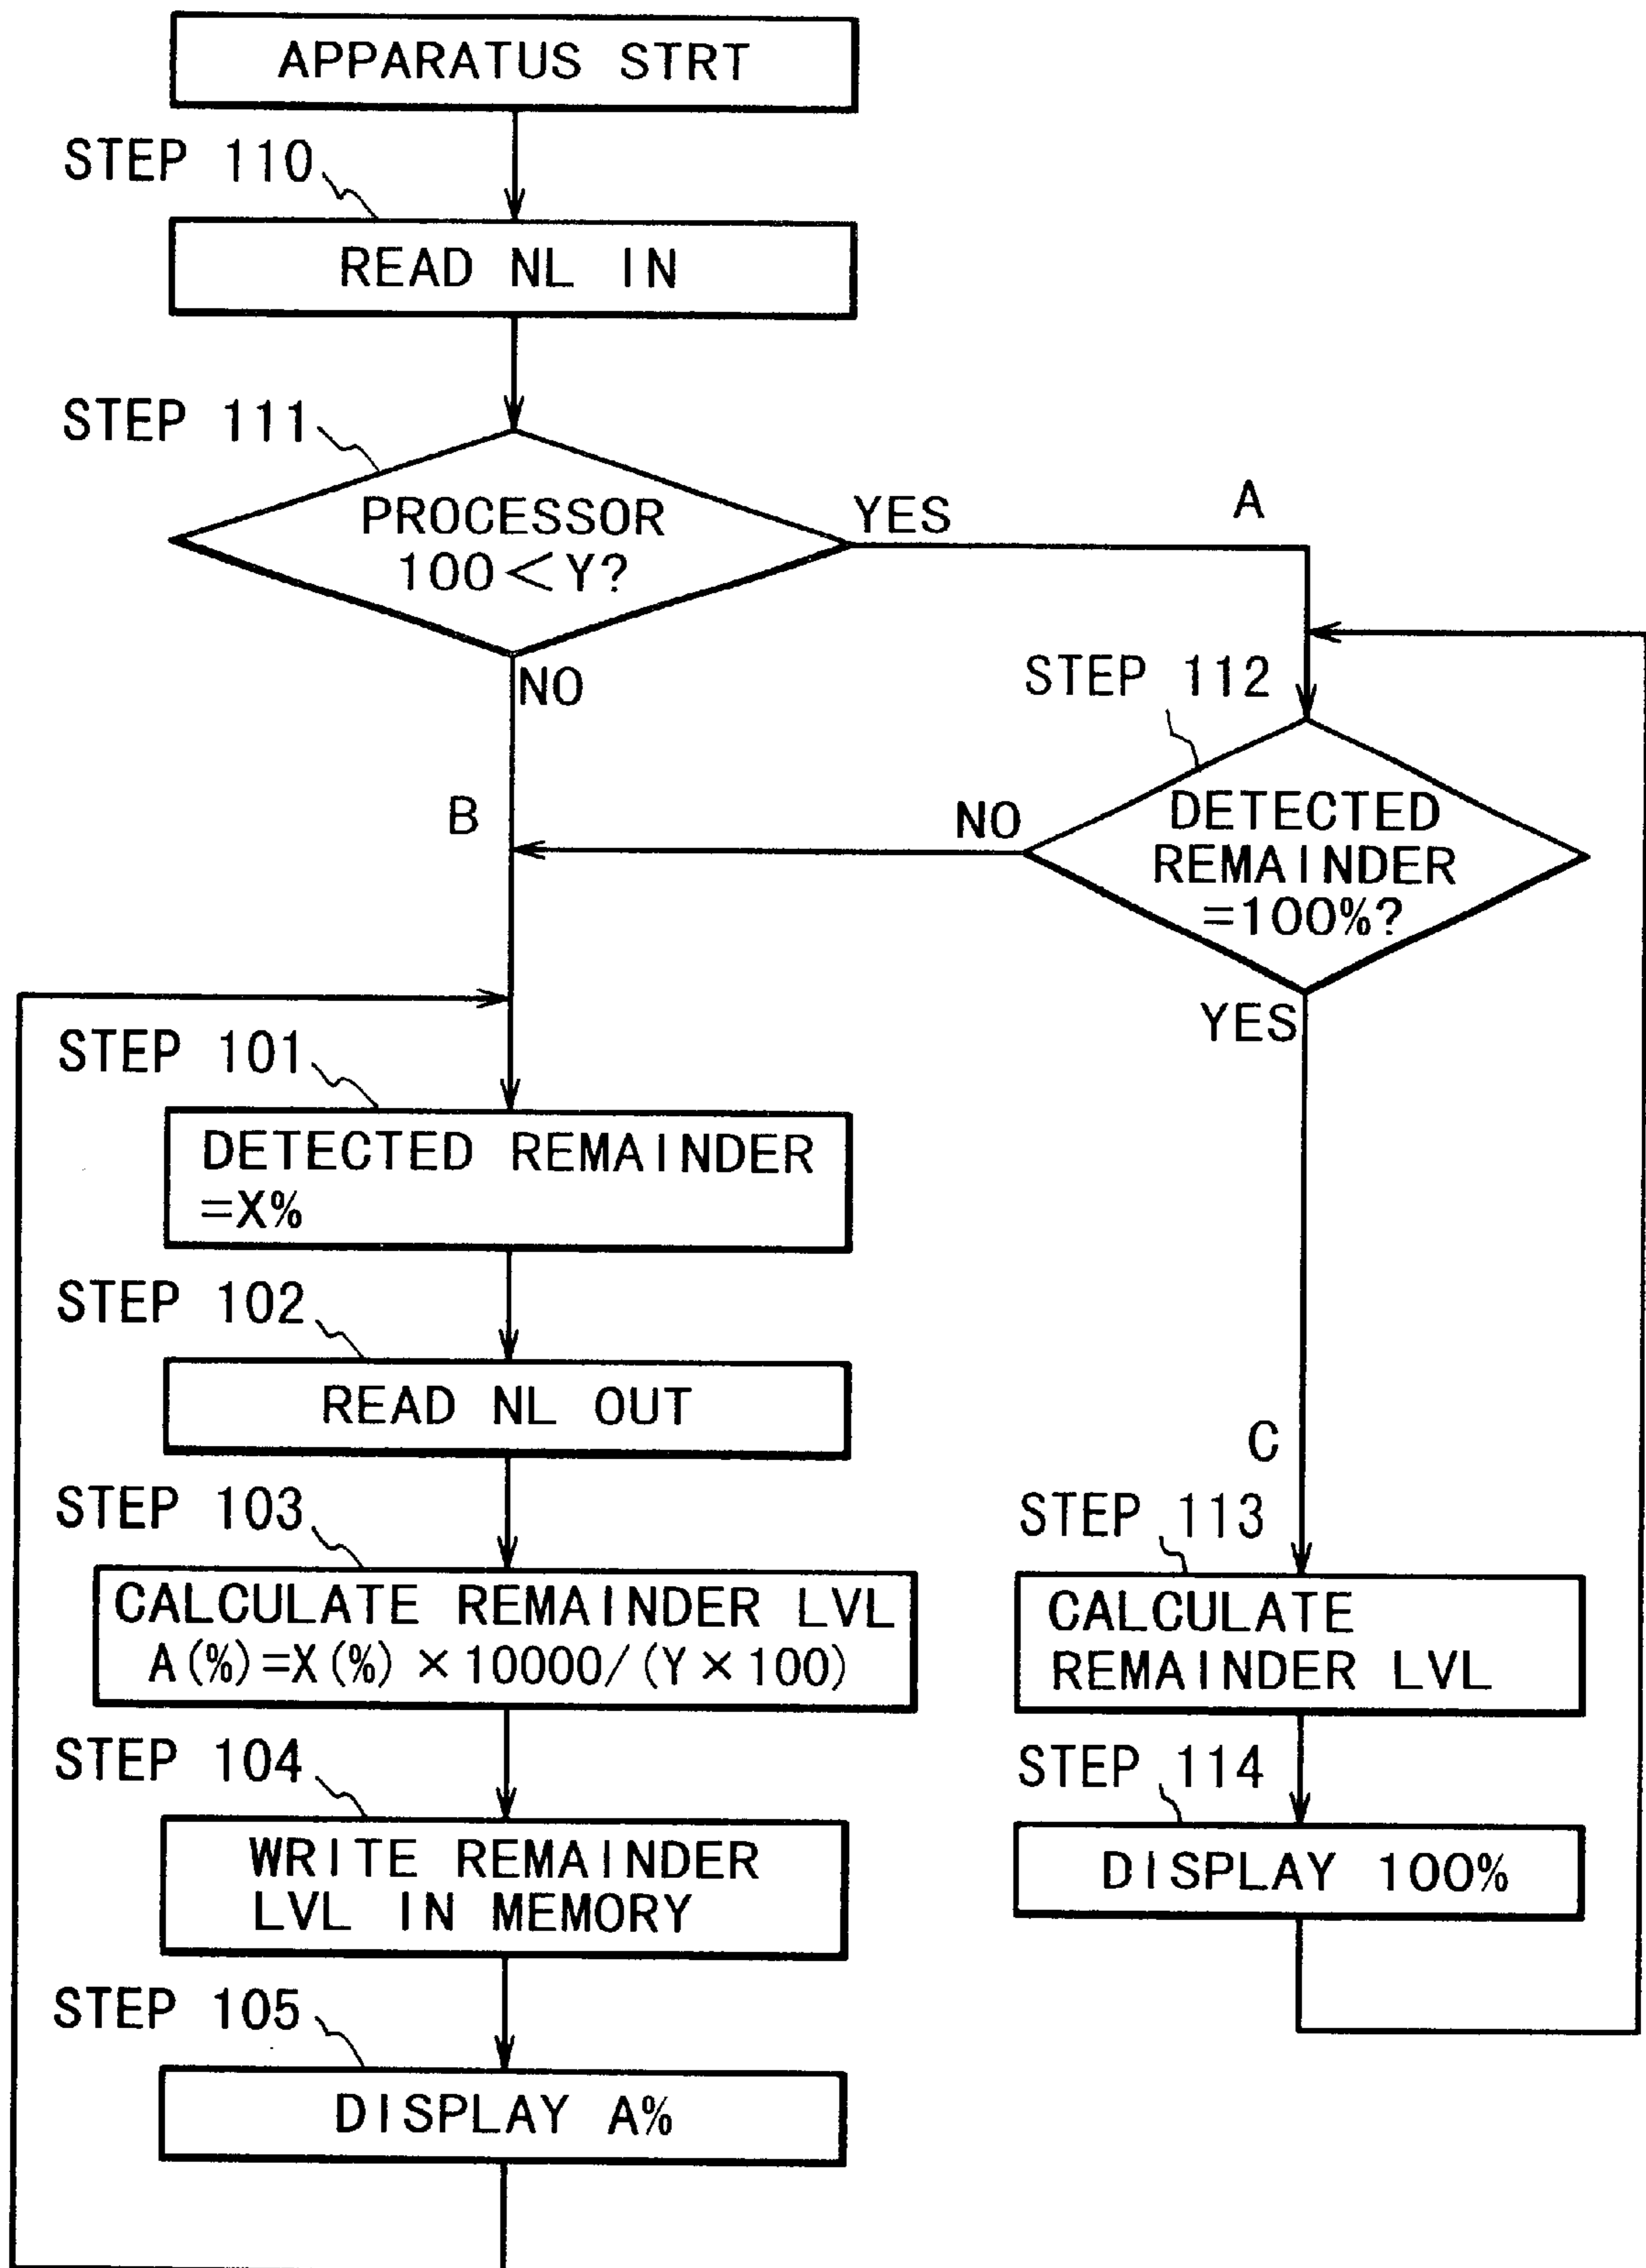 APPARATUS STRT
STEP 110
READ NL IN
STEP 111
PROCESSOR
100<Y?
YES
A
NO
STEP 112
B
NO
DETECTED
REMAINDER
=100%?
YES
STEP 101
DETECTED REMAINDER
=X%
STEP 102
READ NL OUT
C
STEP 103
CALCULATE REMAINDER LVL
A(%)=X(%)×10000/(Y×100)
STEP 113
CALCULATE
REMAINDER LVL
STEP 104
WRITE REMAINDER
LVL IN MEMORY
STEP 114
DISPLAY 100%
STEP 105
DISPLAY A%